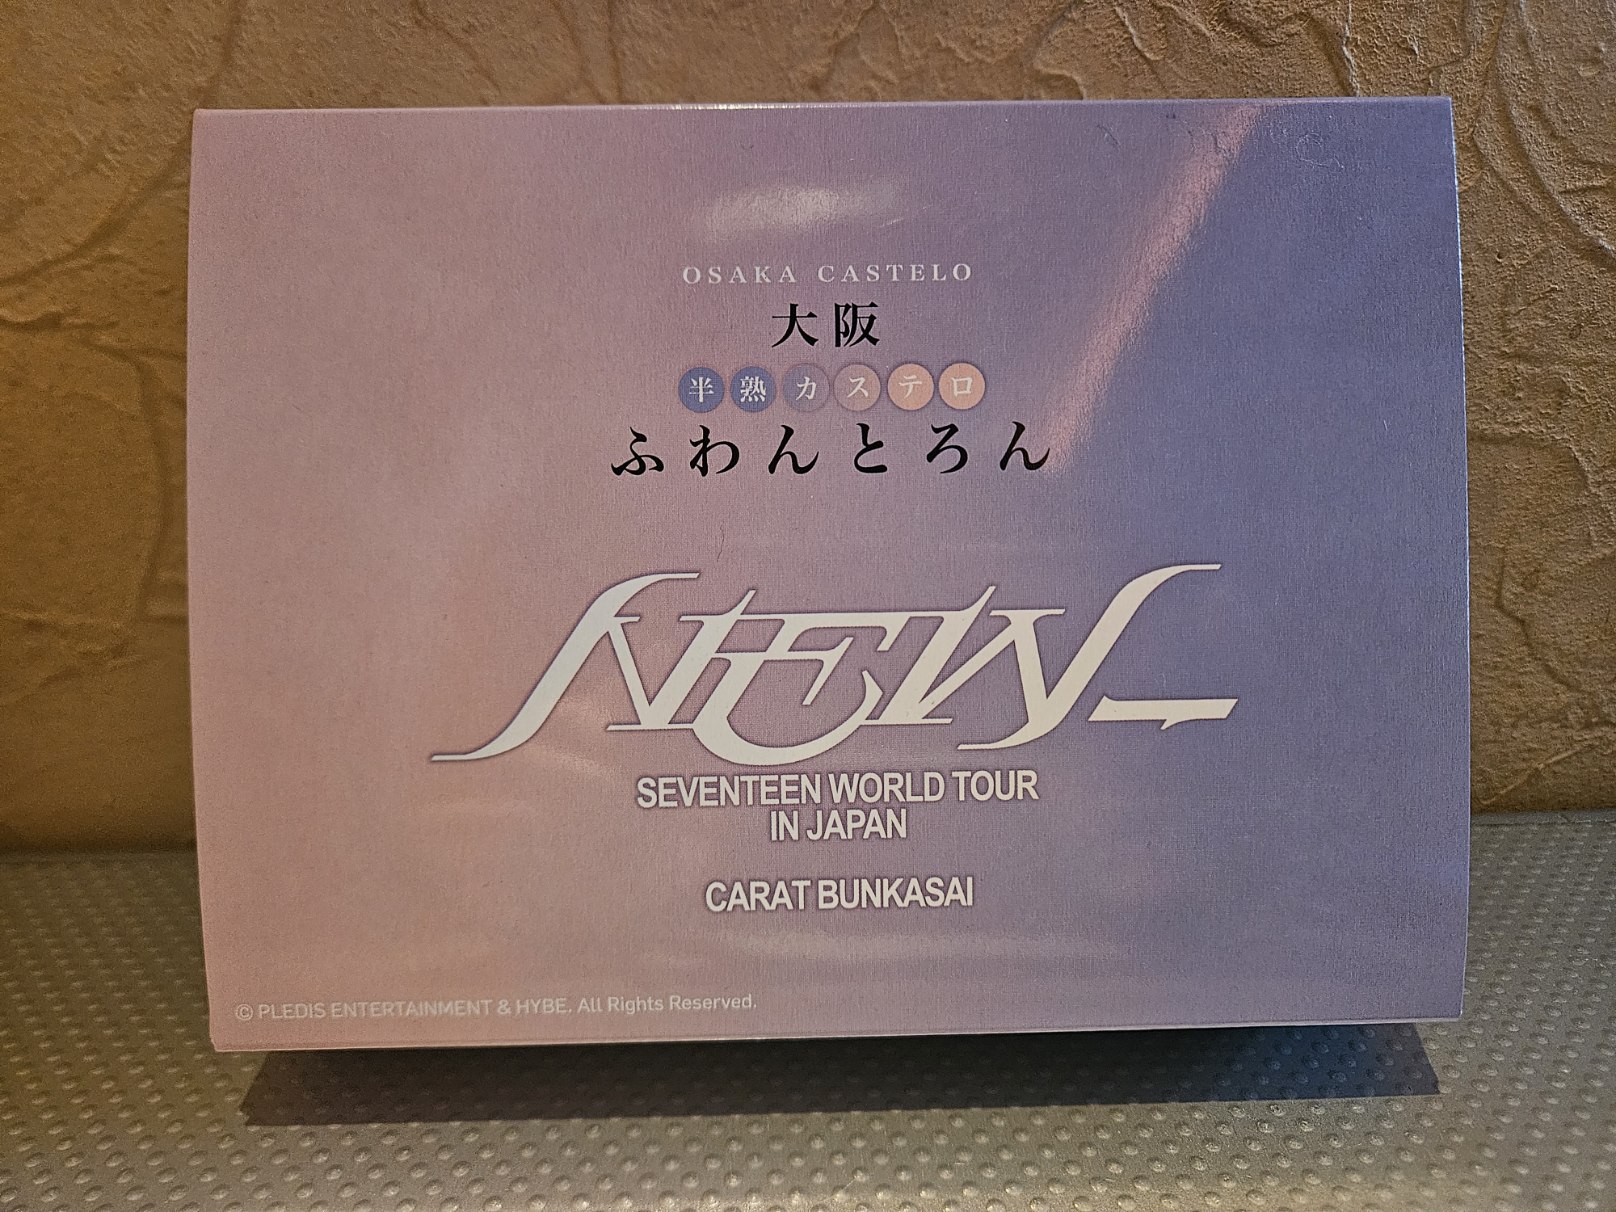 OSAKA CASTELO
大阪
半熟カステロ
ふわんとろん
NEW_
SEVENTEEN WORLD TOUR
IN JAPAN
CARAT BUNKASAI
© PLEDIS ENTERTAINMENT & HYBE. All Rights Reserved.